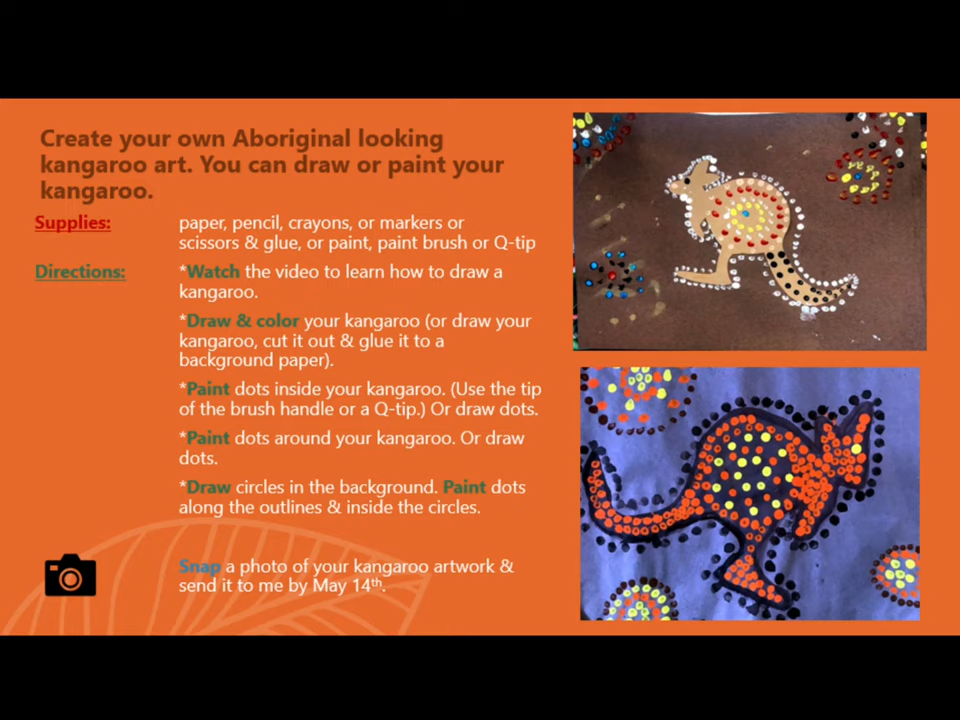 Create your own Aboriginal looking
kangaroo art. You can draw or paint your
kangaroo.
Supplies: paper, pencil, crayons, or markers or
scissors & glue, or paint, paint brush or Q-tip
Directions: *Watch the video to learn how to draw a
kangaroo.
*Draw & color your kangaroo (or draw your
kangaroo, cut it out & glue it to a
background paper).
*Paint dots inside your kangaroo. (Use the tip
of the brush handle or a Q-tip.) Or draw dots.
*Paint dots around your kangaroo. Or draw
dots.
*Draw circles in the background. Paint dots
along the outlines & inside the circles.
Snap a photo of your kangaroo artwork &
send it to me by May 14th.